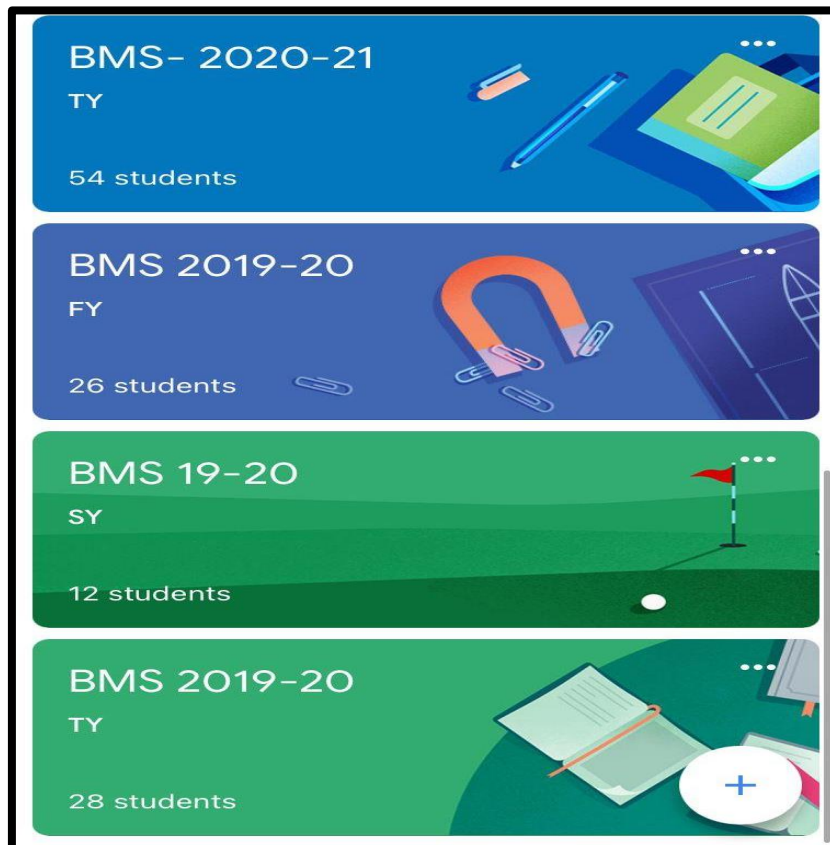 BMS- 2020-21
TY
54 students
BMS 2019-20
FY
26 students
BMS 19-20
SY
12 students
BMS 2019-20
TY
28 students